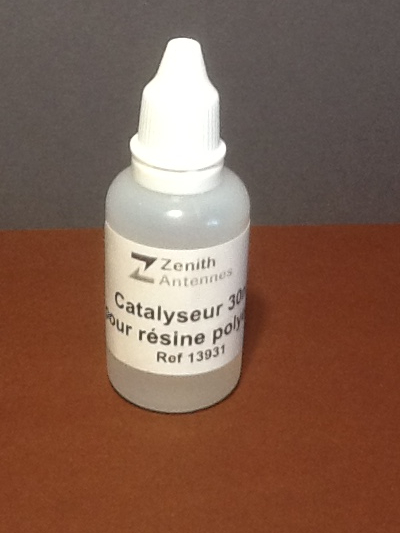 Zenith
Antennes
Catalyseur 30
our résine poly
Ref 13931